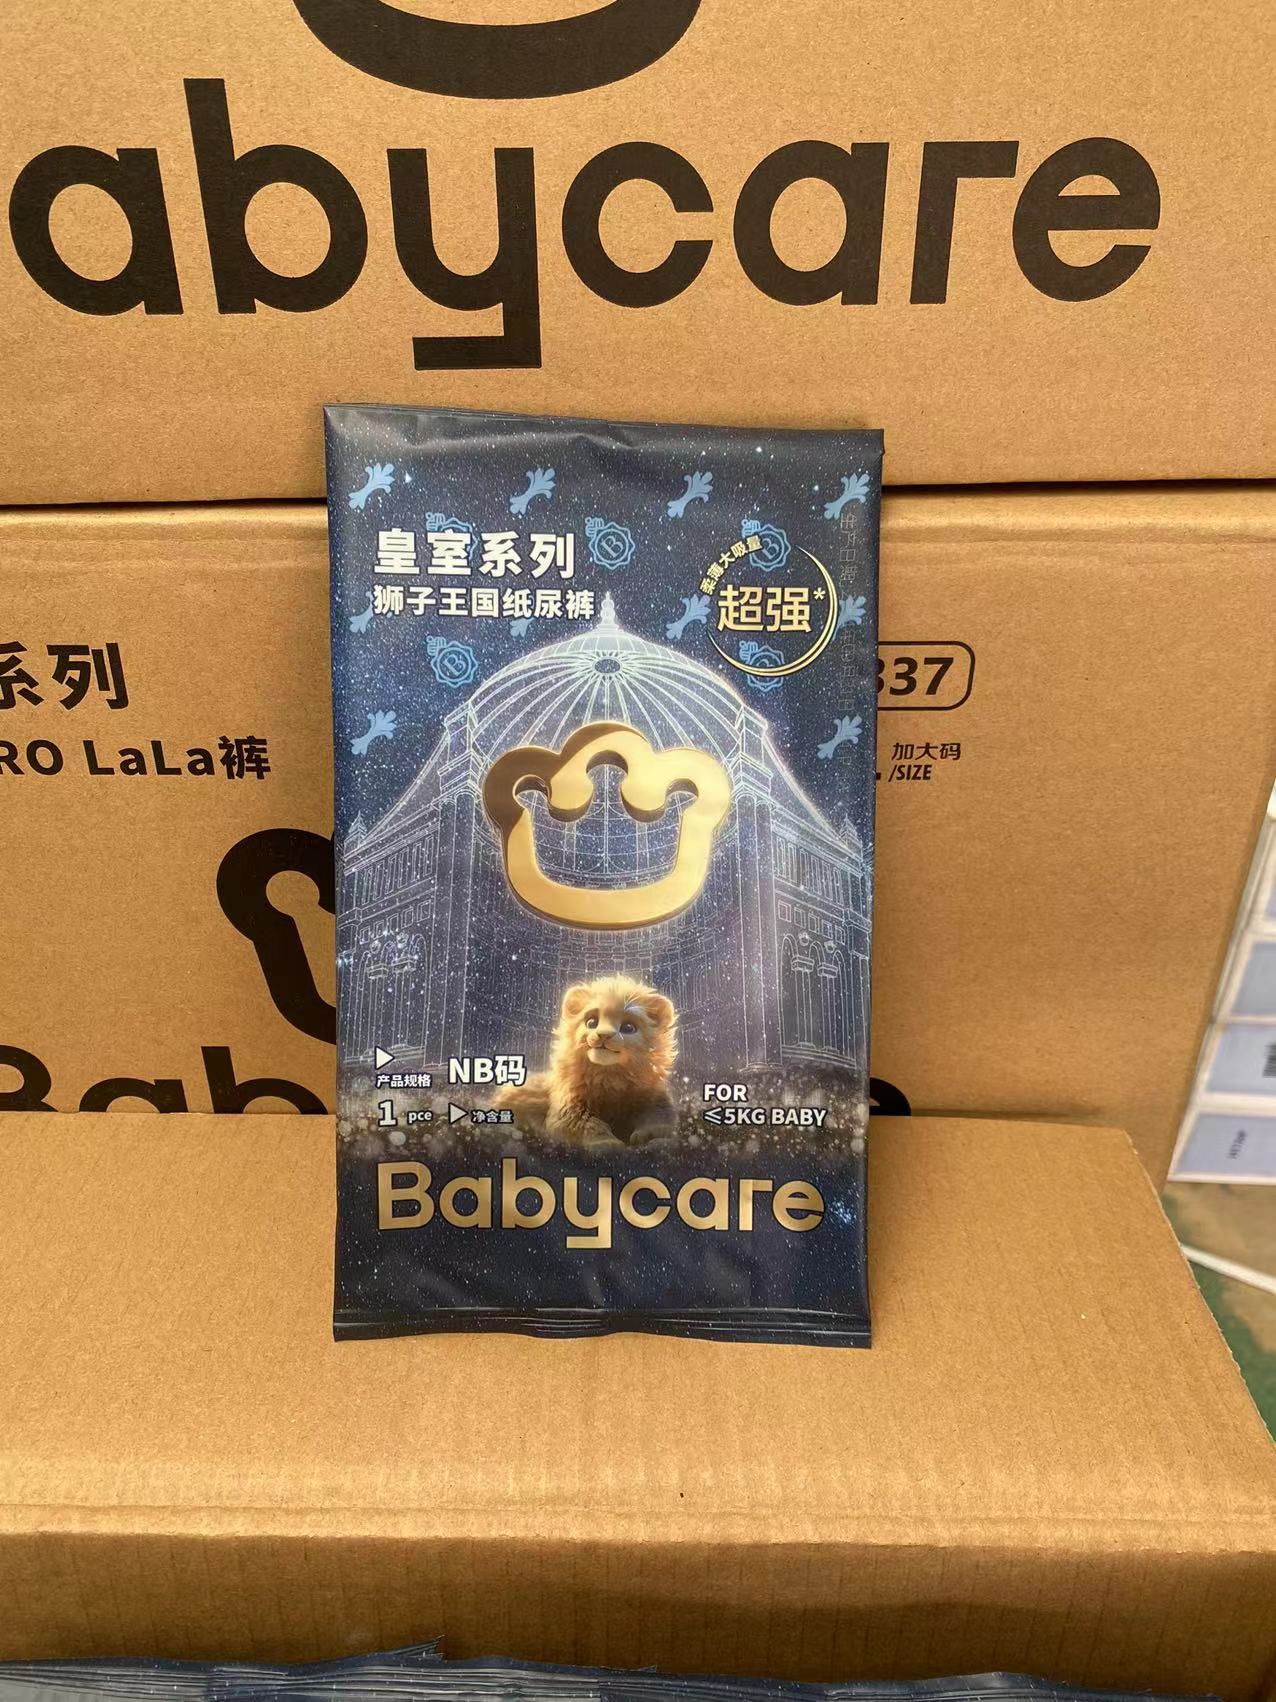 abycare
皇室系列
狮子王国纸尿裤
柔薄大吸量
超强*
系列
RO LaLa裤
337
加大码
/SIZE
产品规格
NB码
1 pce
净含量
FOR
≤5KG BABY
Babycare
Bab
e